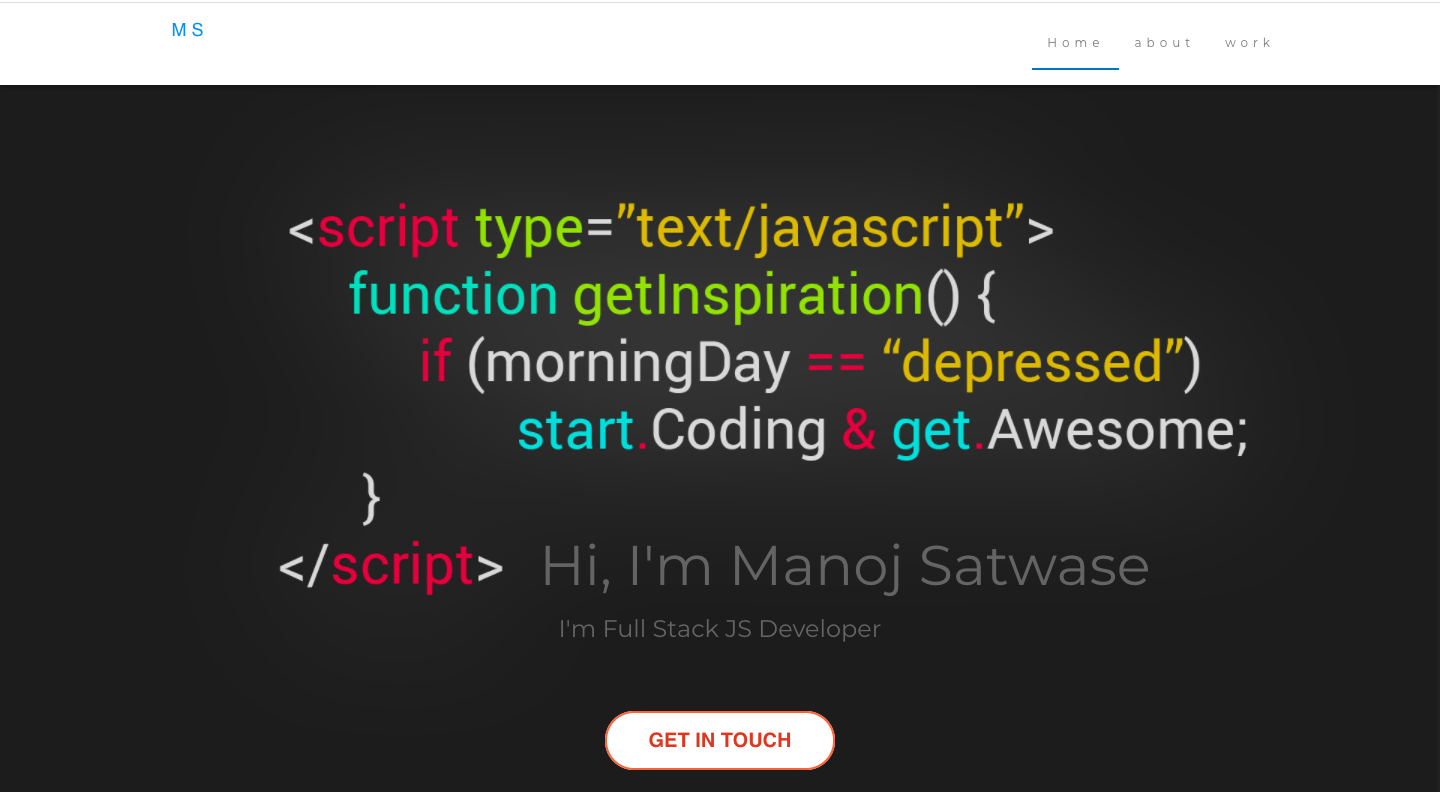 M S
Home about work
<script type=”text/javascript”>
function getInspiration() {
if (morningDay == “depressed”)
start.Coding & get.Awesome;
}
</script> Hi, I'm Manoj Satwase
I'm Full Stack JS Developer
GET IN TOUCH